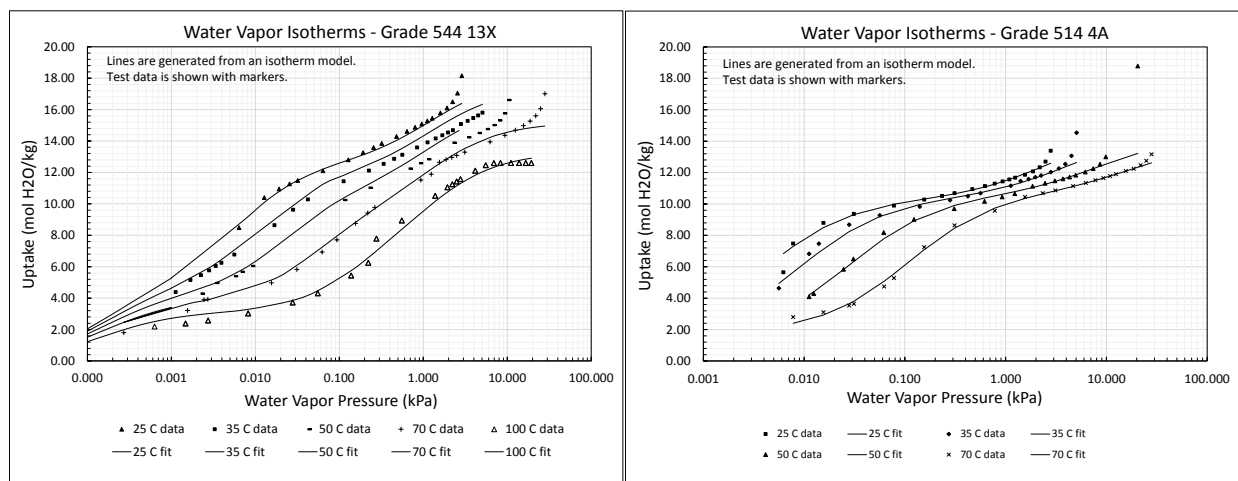 Water Vapor Isotherms - Grade 544 13X
Lines are generated from an isotherm model.
Test data is shown with markers.
Uptake (mol H2O/kg)
20.00
18.00
16.00
14.00
12.00
10.00
8.00
6.00
4.00
2.00
0.00
0.000 0.001 0.010 0.100 1.000 10.000 100.000
Water Vapor Pressure (kPa)
25 C data 35 C data 50 C data 70 C data 100 C data
25 C fit 35 C fit 50 C fit 70 C fit 100 C fit
Water Vapor Isotherms - Grade 514 4A
Lines are generated from an isotherm model.
Test data is shown with markers.
Uptake (mol H2O/kg)
20.00
18.00
16.00
14.00
12.00
10.00
8.00
6.00
4.00
2.00
0.00
0.001 0.010 0.100 1.000 10.000 100.000
Water Vapor Pressure (kPa)
25 C data 25 C fit 35 C data 35 C fit
50 C data 50 C fit 70 C data 70 C fit